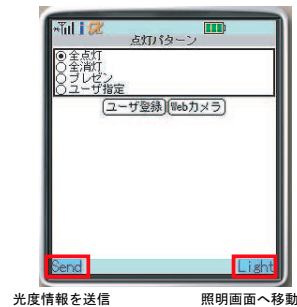 点灯パターン
全点灯
全消灯
プレゼン
ユーザ指定
ユーザ登録 Webカメラ
Send Light
光度情報を送信 照明画面へ移動